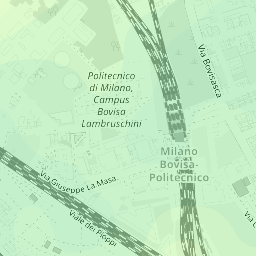 Politecnico
di Milano,
Campus
Bovisa
Lambruschini
Via Bovisasca
Milano
Bovisa-
Politecnico
Via Giuseppe La Masa
Viale dei Pioppi